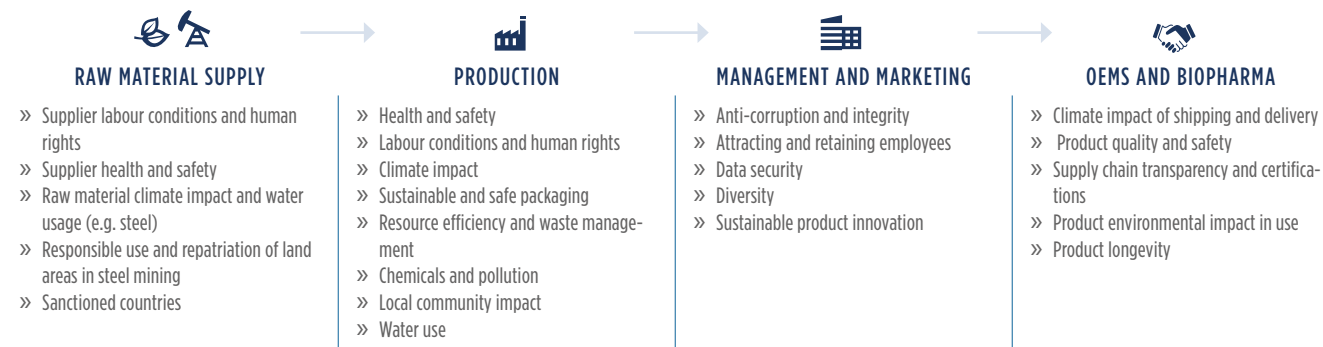 RAW MATERIAL SUPPLY
» Supplier labour conditions and human
rights
» Supplier health and safety
» Raw material climate impact and water
usage (e.g. steel)
» Responsible use and repatriation of land
areas in steel mining
» Sanctioned countries
PRODUCTION
» Health and safety
» Labour conditions and human rights
» Climate impact
» Sustainable and safe packaging
» Resource efficiency and waste manage-
ment
» Chemicals and pollution
» Local community impact
» Water use
MANAGEMENT AND MARKETING
» Anti-corruption and integrity
» Attracting and retaining employees
» Data security
» Diversity
» Sustainable product innovation
OEMS AND BIOPHARMA
» Climate impact of shipping and delivery
» Product quality and safety
» Supply chain transparency and certifica-
tions
» Product environmental impact in use
» Product longevity